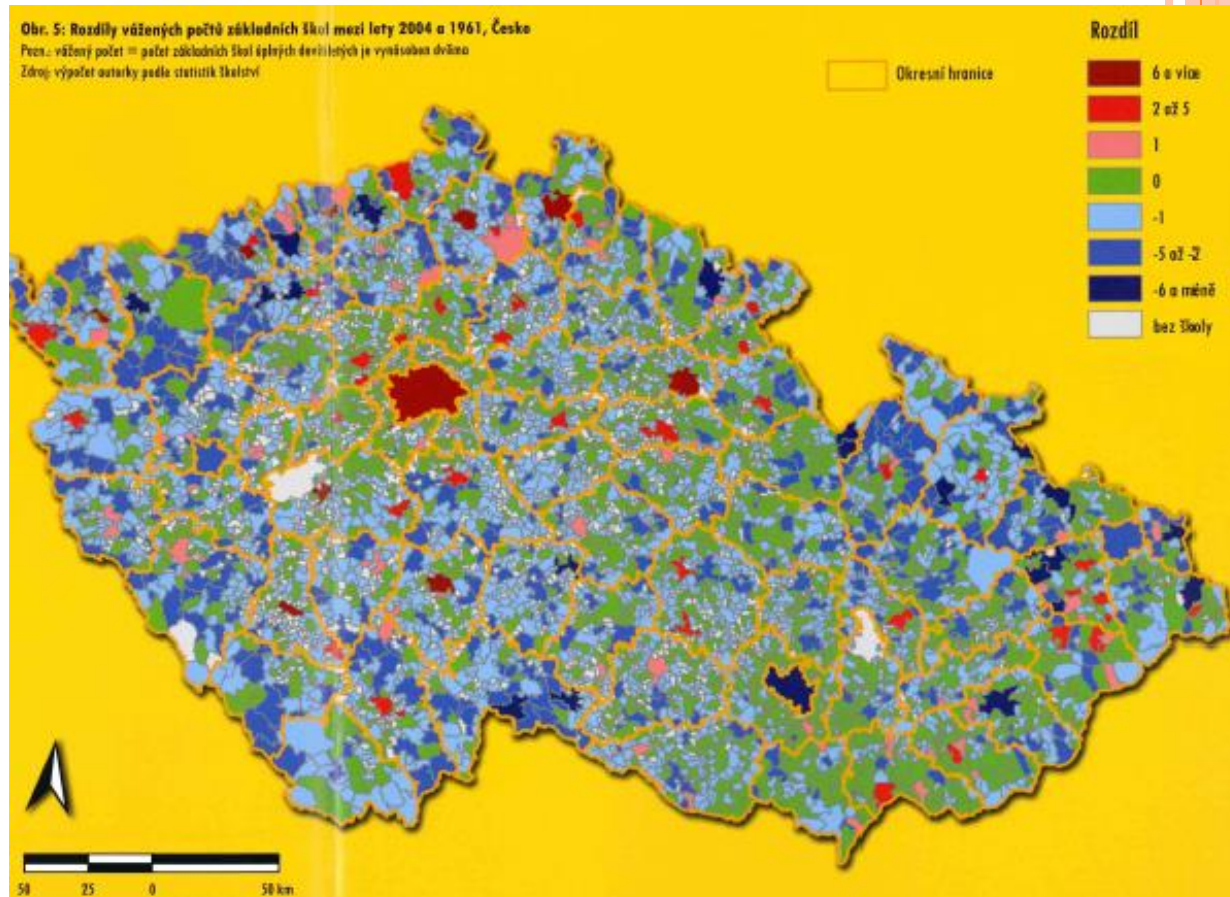 Obr. 5: Rozdíly vážených počtů základních škol mezi lety 2004 a 1961, Česko
Pozn.: vážený počet = počet základních škol úplných devítiletých je vynásoben dvěma
Zdroj: výpočet autorky podle statistik školství
Okresní hranice
Rozdíl
6 a více
2 až 5
1
0
-1
-5 až -2
-6 a méně
bez školy
50 25 0 50 km